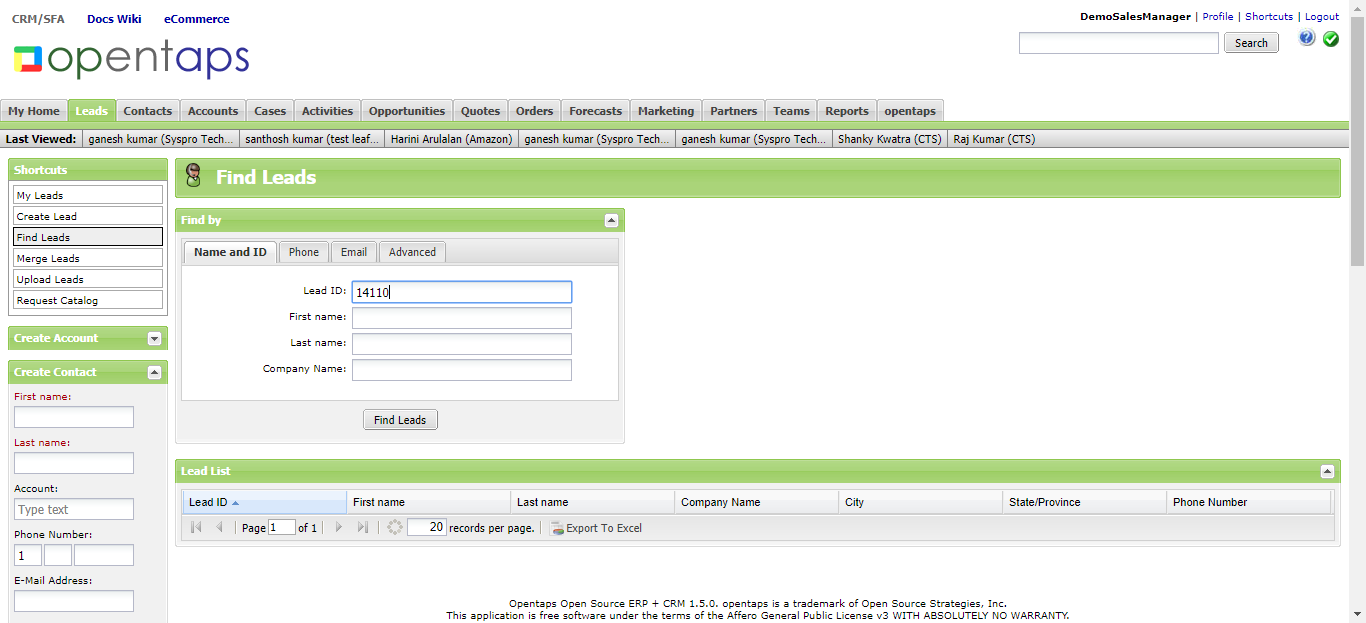 CRM/SFA Docs Wiki eCommerce
DemoSalesManager | Profile | Shortcuts | Logout
opentaps
Search
My Home Leads Contacts Accounts Cases Activities Opportunities Quotes Orders Forecasts Marketing Partners Teams Reports opentaps
Last Viewed: ganesh kumar (Syspro Tech... santhosh kumar (test leaf... Harini Arulalan (Amazon) ganesh kumar (Syspro Tech... ganesh kumar (Syspro Tech... Shanky Kwatra (CTS) Raj Kumar (CTS)
Shortcuts
My Leads
Create Lead
Find Leads
Merge Leads
Upload Leads
Request Catalog
Create Account
Create Contact
First name:
Last name:
Account:
Type text
Phone Number:
1
E-Mail Address:
Find Leads
Find by
Name and ID Phone Email Advanced
Lead ID: 14110
First name:
Last name:
Company Name:
Find Leads
Lead List
Lead ID First name Last name Company Name City State/Province Phone Number
Page 1 of 1 20 records per page. Export To Excel
Opentaps Open Source ERP + CRM 1.5.0. opentaps is a trademark of Open Source Strategies, Inc.
This application is free software under the terms of the Affero General Public License v3 WITH ABSOLUTELY NO WARRANTY.